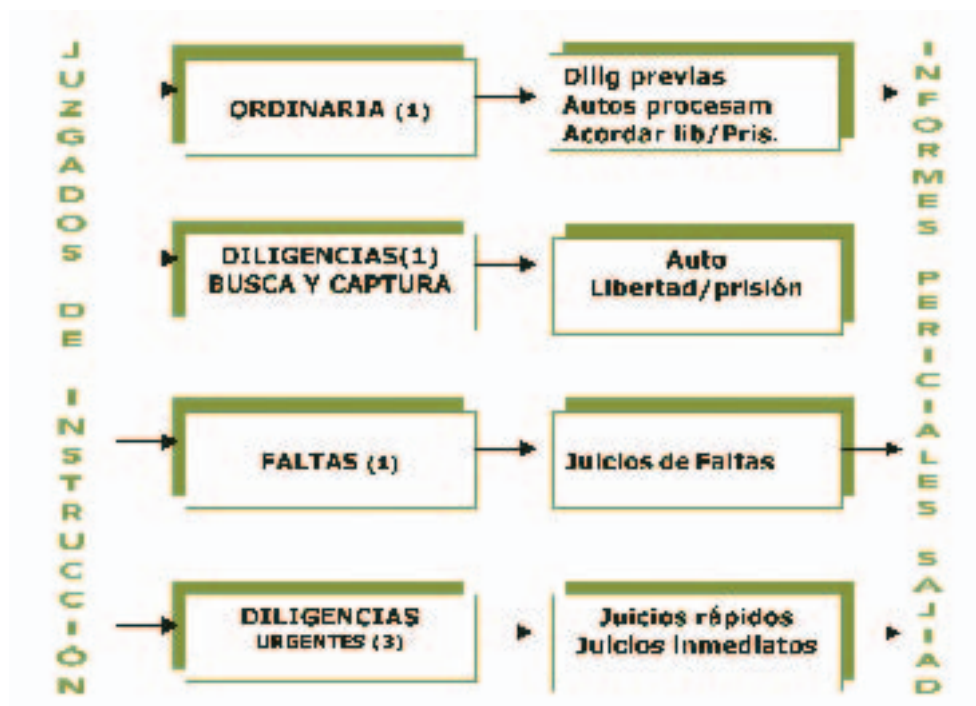 JUZGADOS DE INSTRUCCIÓN
ORDINARIA (1)
Dilig previas
Autos procesam
Acordar lib/Pris.
DILIGENCIAS(1)
BUSCA Y CAPTURA
Auto
Libertad/prisión
FALTAS (1)
Juicios de Faltas
DILIGENCIAS
URGENTES (3)
Juicios rápidos
Juicios inmediatos
INFORMES PERICIALES SAJIAD